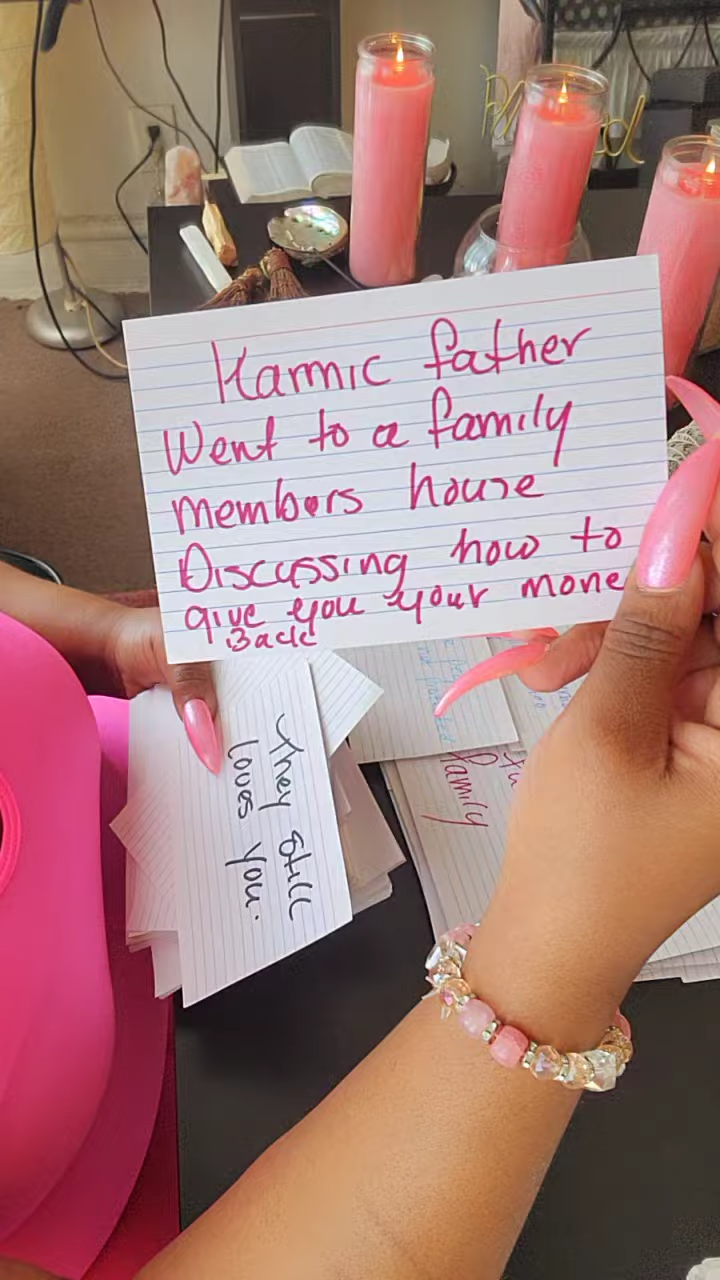 Karmic father
Went to a family
members house
Discussing how to
give you your mone
Back
They Still
loves you.
family